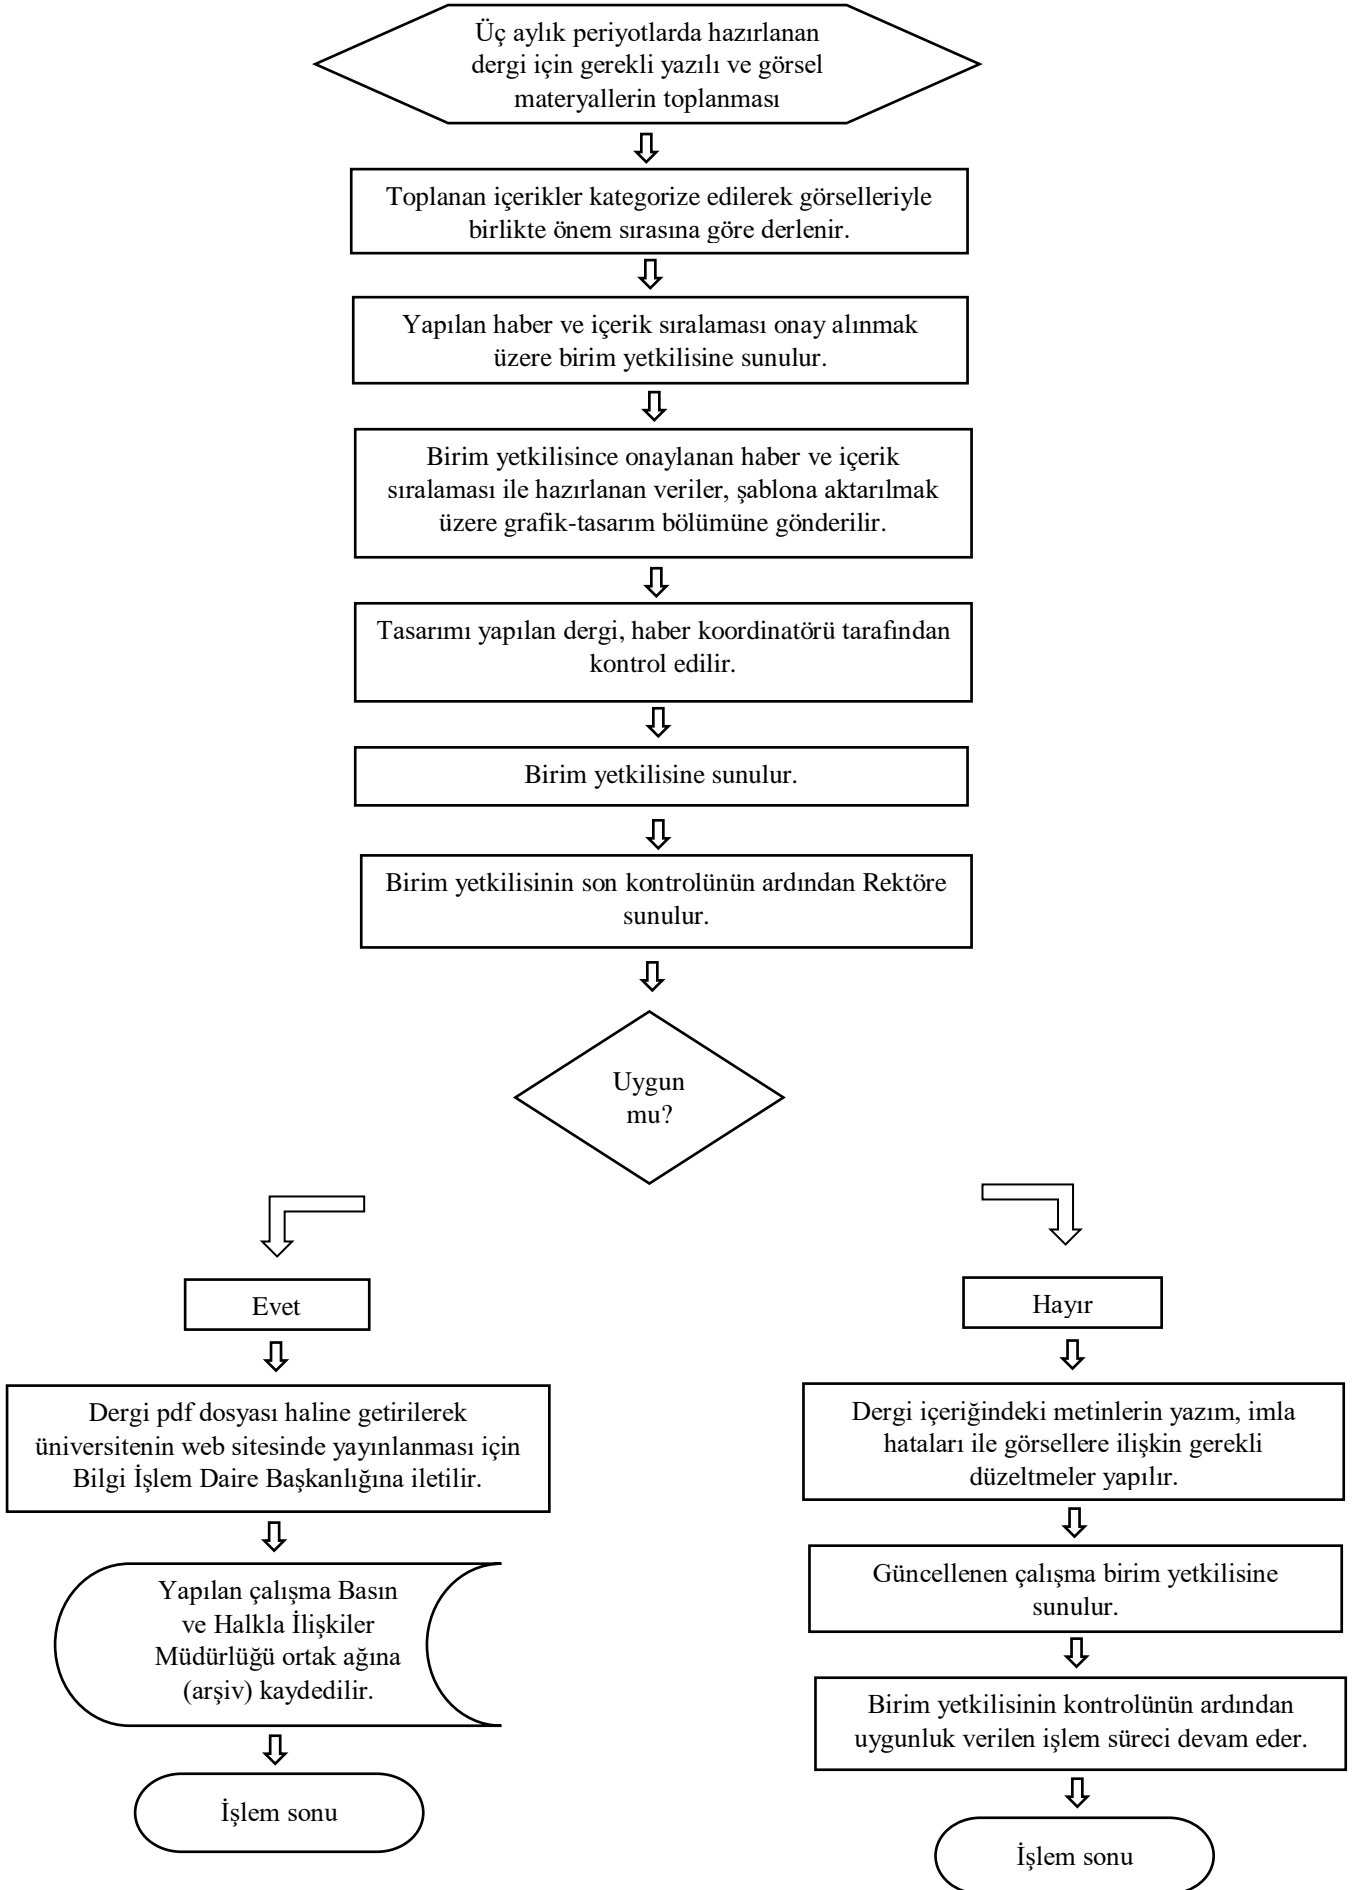 Üç aylık periyotlarda hazırlanan
dergi için gerekli yazılı ve görsel
materyallerin toplanması
Toplanan içerikler kategorize edilerek görselleriyle
birlikte önem sırasına göre derlenir.
Yapılan haber ve içerik sıralaması onay alınmak
üzere birim yetkilisine sunulur.
Birim yetkilisince onaylanan haber ve içerik
sıralaması ile hazırlanan veriler, şablona aktarılmak
üzere grafik-tasarım bölümüne gönderilir.
Tasarımı yapılan dergi, haber koordinatörü tarafından
kontrol edilir.
Birim yetkilisine sunulur.
Birim yetkilisinin son kontrolünün ardından Rektöre
sunulur.
Uygun
mu?
Evet
Dergi pdf dosyası haline getirilerek
üniversitenin web sitesinde yayınlanması için
Bilgi İşlem Daire Başkanlığına iletilir.
Yapılan çalışma Basın
ve Halkla İlişkiler
Müdürlüğü ortak ağına
(arşiv) kaydedilir.
İşlem sonu
Hayır
Dergi içeriğindeki metinlerin yazım, imla
hataları ile görsellere ilişkin gerekli
düzeltmeler yapılır.
Güncellenen çalışma birim yetkilisine
sunulur.
Birim yetkilisinin kontrolünün ardından
uygunluk verilen işlem süreci devam eder.
İşlem sonu